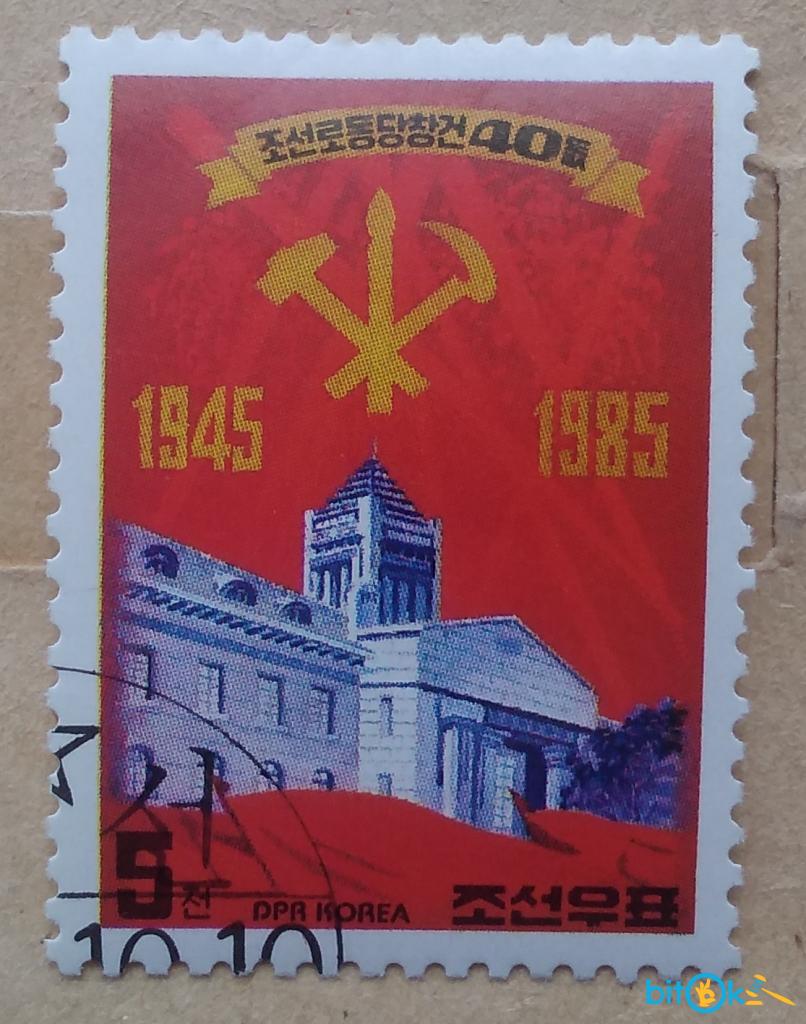 조선로동당창건 40돐
1945 1985
선
5 전 DPR KOREA 조선우표
10.10
bitok